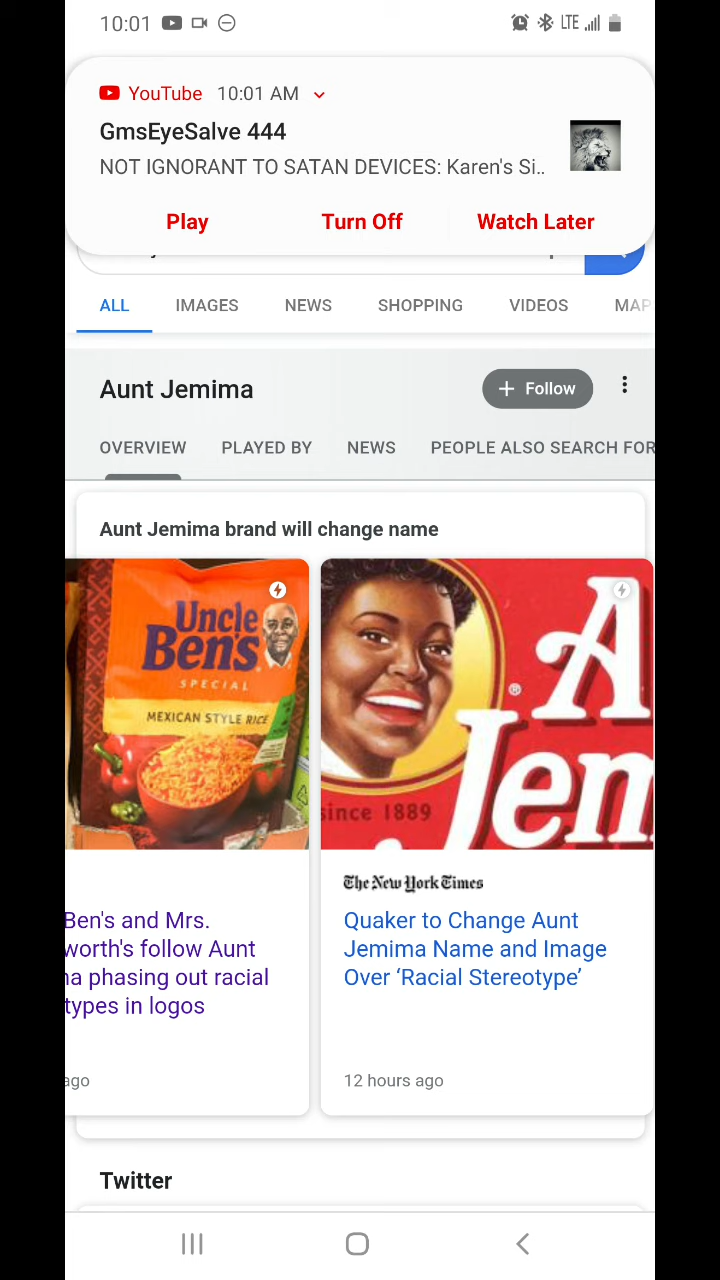 10:01 LTE
YouTube 10:01 AM
GmsEyeSalve 444
NOT IGNORANT TO SATAN DEVICES: Karen's Si..
Play Turn Off Watch Later
ALL IMAGES NEWS SHOPPING VIDEOS MAP
Aunt Jemima
+ Follow
OVERVIEW PLAYED BY NEWS PEOPLE ALSO SEARCH FOR
Aunt Jemima brand will change name
Uncle
Ben's
SPECIAL
MEXICAN STYLE RICE
Ben's and Mrs.
worth's follow Aunt
na phasing out racial
types in logos
ago
A
Jem
®
since 1889
The New York Times
Quaker to Change Aunt
Jemima Name and Image
Over ‘Racial Stereotype’
12 hours ago
Twitter